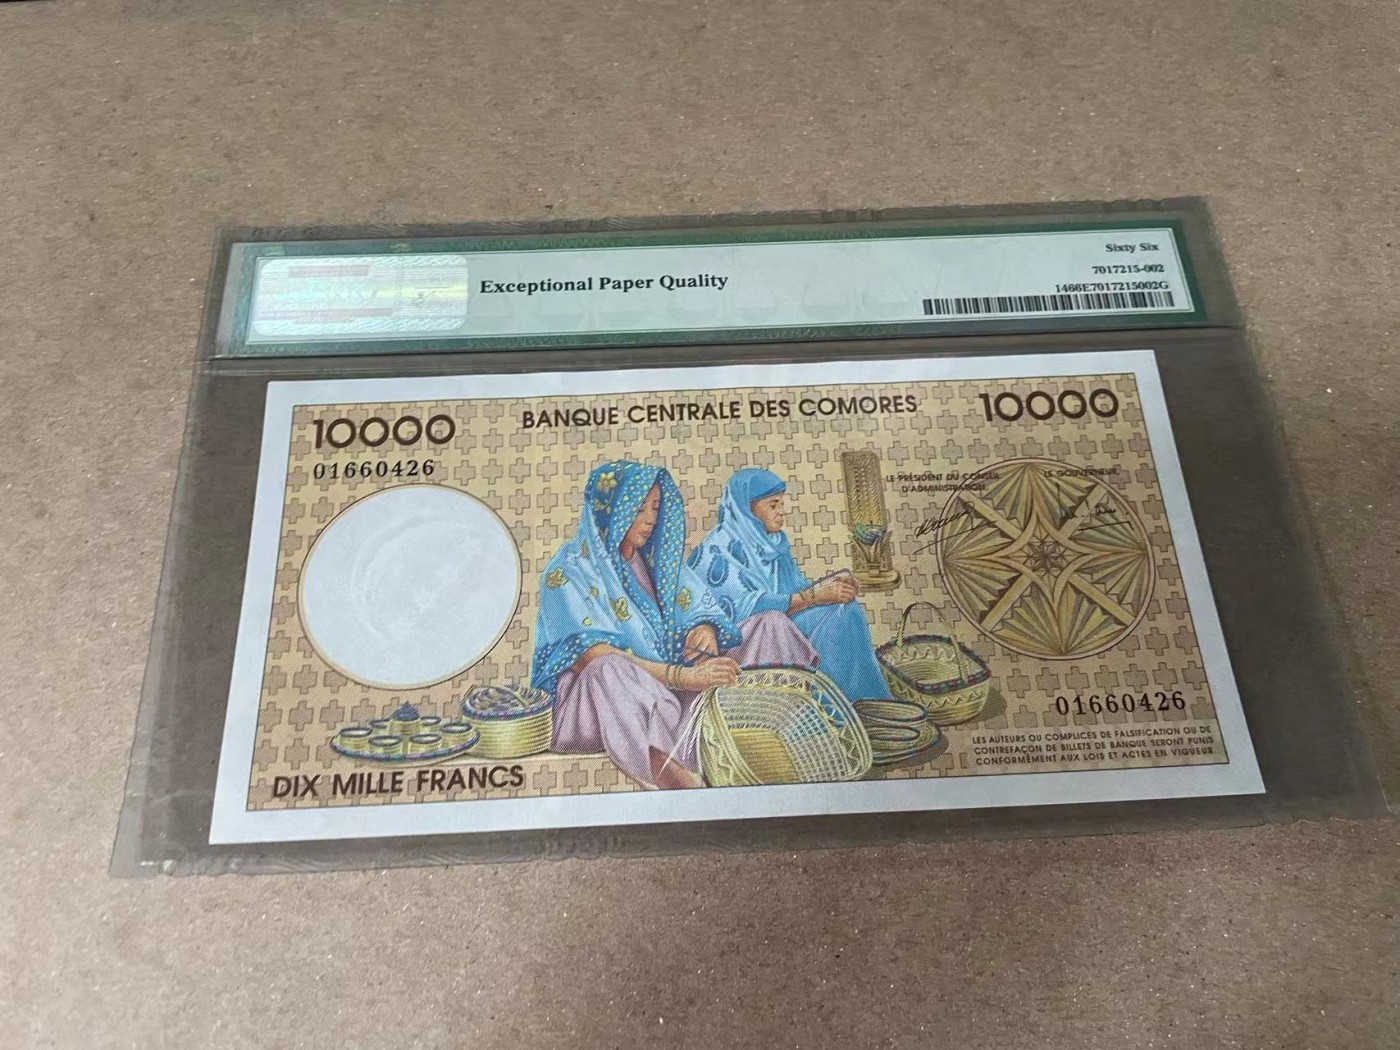 Exceptional Paper Quality
Sixty Six
7017215-002
1466E7017215002G
10000
BANQUE CENTRALE DES COMORES
10000
01660426
LE PRÉSIDENT DU CONSEIL
D'ADMINISTRATION
LE GOUVERNEUR
01660426
LES AUTEURS OU COMPLICES DE FALSIFICATION OU DE
CONTREFAÇON DE BILLETS DE BANQUE SERONT PUNIS
CONFORMÉMENT AUX LOIS ET ACTES EN VIGUEUR.
DIX MILLE FRANCS